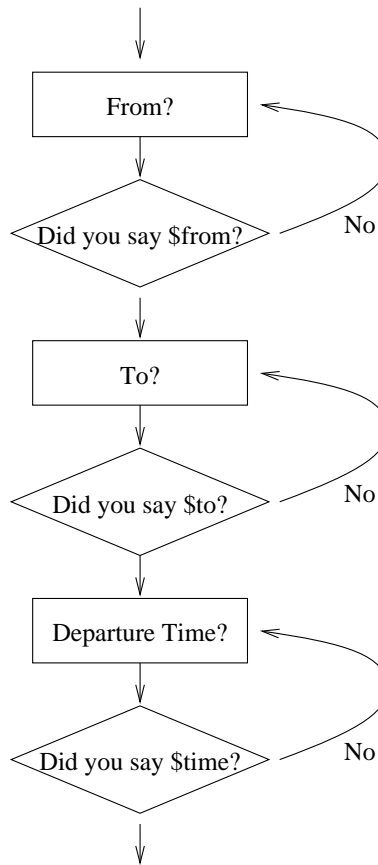 From?
Did you say $from?
No
To?
Did you say $to?
No
Departure Time?
Did you say $time?
No